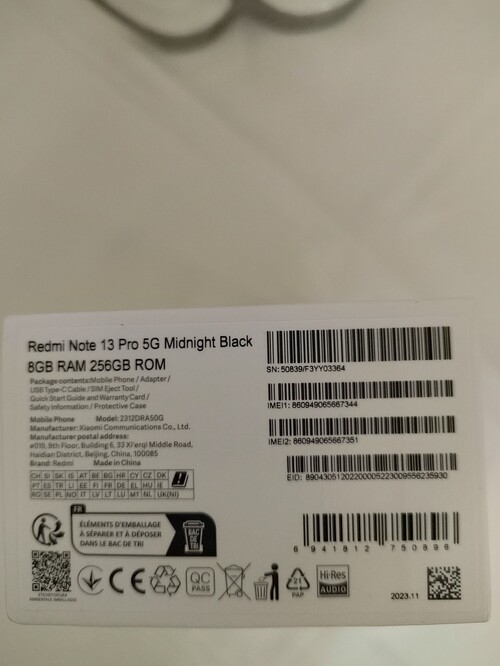 Redmi Note 13 Pro 5G Midnight Black
8GB RAM 256GB ROM
Package contents:Mobile Phone / Adapter /
USB Type-C Cable / SIM Eject Tool /
Quick Start Guide and Warranty Card /
Safety Information / Protective Case
Mobile Phone Model: 2312DRA50G
Manufacturer: Xiaomi Communications Co., Ltd.
Manufacturer postal address:
#019, 9th Floor, Building 6, 33 Xi'erqi Middle Road,
Haidian District, Beijing, China, 100085
Brand: Redmi Made in China
CH SI SK IS AT BE BG HR CY CZ DK
PT ES TR LI EE FI FR DE EL HU IE
RO SE PL NO IT LV LT LU MT NL UK(NI)
FR
ÉLÉMENTS D'EMBALLAGE
À SÉPARER ET À DÉPOSER
DANS LE BAC DE TRI
BAC
DE
TRI
CE
QC
PASS
21
PAP
Hi-Res
AUDIO
SN: 50839/F3YY03364
IMEI1: 860949065667344
IMEI2: 860949065667351
EID: 89043051202200005223009556235930
6 941812 750896
2023.11